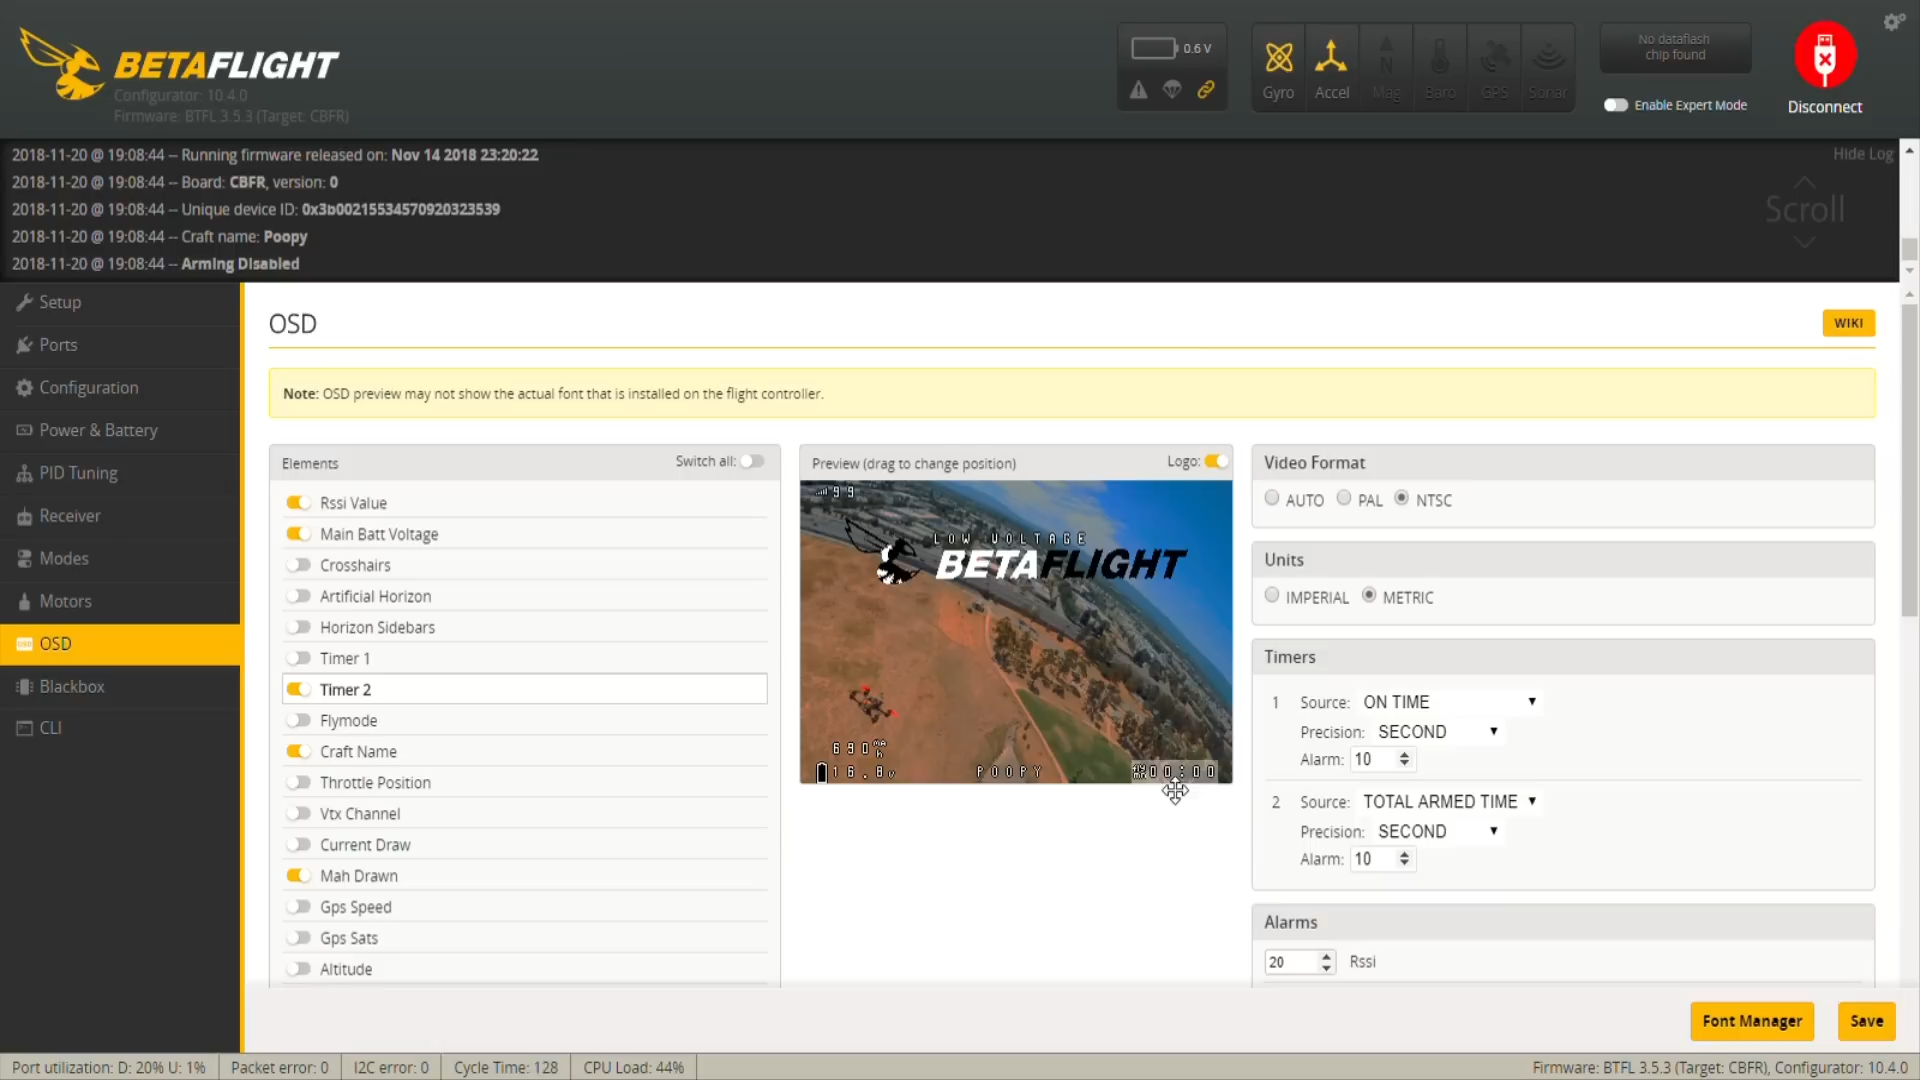 BETAFLIGHT
Configurator: 10.4.0
Firmware: BTFL 3.5.3 (Target: CBFR)
0.6 V
Gyro
Accel
Mag
Baro
GPS
Sonar
No dataflash
chip found
Enable Expert Mode
Disconnect
2018-11-20 @ 19:08:44 -- Running firmware released on: Nov 14 2018 23:20:22
2018-11-20 @ 19:08:44 -- Board: CBFR, version: 0
2018-11-20 @ 19:08:44 -- Unique device ID: 0x3b00215534570920323539
2018-11-20 @ 19:08:44 -- Craft name: Poopy
2018-11-20 @ 19:08:44 -- Arming Disabled
Hide Log
Scroll
Setup
Ports
Configuration
Power & Battery
PID Tuning
Receiver
Modes
Motors
OSD
Blackbox
CLI
OSD
WIKI
Note: OSD preview may not show the actual font that is installed on the flight controller.
Elements
Switch all:
Rssi Value
Main Batt Voltage
Crosshairs
Artificial Horizon
Horizon Sidebars
Timer 1
Timer 2
Flymode
Craft Name
Throttle Position
Vtx Channel
Current Draw
Mah Drawn
Gps Speed
Gps Sats
Altitude
Preview (drag to change position)
Logo:
99
LOW VOLTAGE
BETAFLIGHT
690 MAH
16.8V
POOPY
00:00
Video Format
AUTO PAL NTSC
Units
IMPERIAL METRIC
Timers
1 Source: ON TIME
Precision: SECOND
Alarm: 10
2 Source: TOTAL ARMED TIME
Precision: SECOND
Alarm: 10
Alarms
20 Rssi
Font Manager
Save
Port utilization: D: 20% U: 1%
Packet error: 0
I2C error: 0
Cycle Time: 128
CPU Load: 44%
Firmware: BTFL 3.5.3 (Target: CBFR), Configurator: 10.4.0